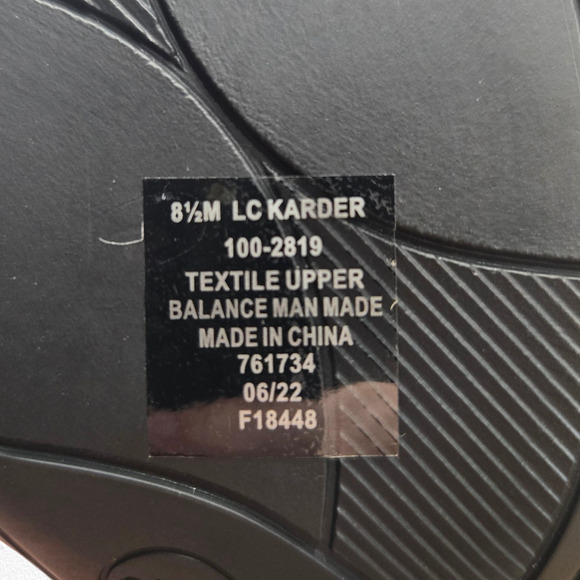 8½M LC KARDER
100-2819
TEXTILE UPPER
BALANCE MAN MADE
MADE IN CHINA
761734
06/22
F18448